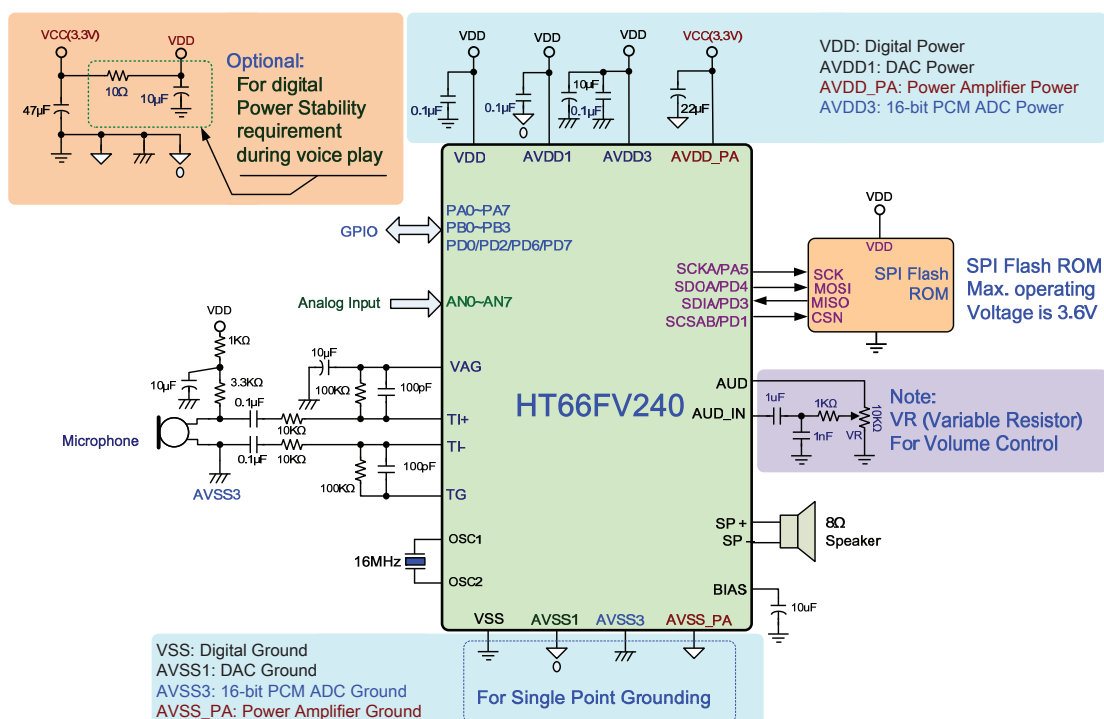 VCC(3.3V)
VDD
10Ω
10µF
47µF
0
Optional:
For digital
Power Stability
requirement
during voice play
VDD
VDD
VDD
VCC(3.3V)
0.1µF
0.1µF
0
10µF
0.1µF
22µF
VDD: Digital Power
AVDD1: DAC Power
AVDD_PA: Power Amplifier Power
AVDD3: 16-bit PCM ADC Power
VDD
AVDD1
AVDD3
AVDD_PA
GPIO
PA0~PA7
PB0~PB3
PD0/PD2/PD6/PD7
Analog Input
AN0~AN7
SCKA/PA5
SDOA/PD4
SDIA/PD3
SCSAB/PD1
VDD
VDD
SCK
MOSI
MISO
CSN
SPI Flash
ROM
SPI Flash ROM
Max. operating
Voltage is 3.6V
VDD
1KΩ
10µF
3.3KΩ
0.1µF
10KΩ
Microphone
0.1µF
10KΩ
AVSS3
10µF
100KΩ
100pF
100pF
100KΩ
VAG
TI+
TI-
TG
HT66FV240
AUD
AUD_IN
1uF
1KΩ
1nF
VR
10KΩ
Note:
VR (Variable Resistor)
For Volume Control
SP +
SP -
8Ω
Speaker
16MHz
OSC1
OSC2
BIAS
10uF
VSS
AVSS1
AVSS3
AVSS_PA
0
VSS: Digital Ground
AVSS1: DAC Ground
AVSS3: 16-bit PCM ADC Ground
AVSS_PA: Power Amplifier Ground
For Single Point Grounding